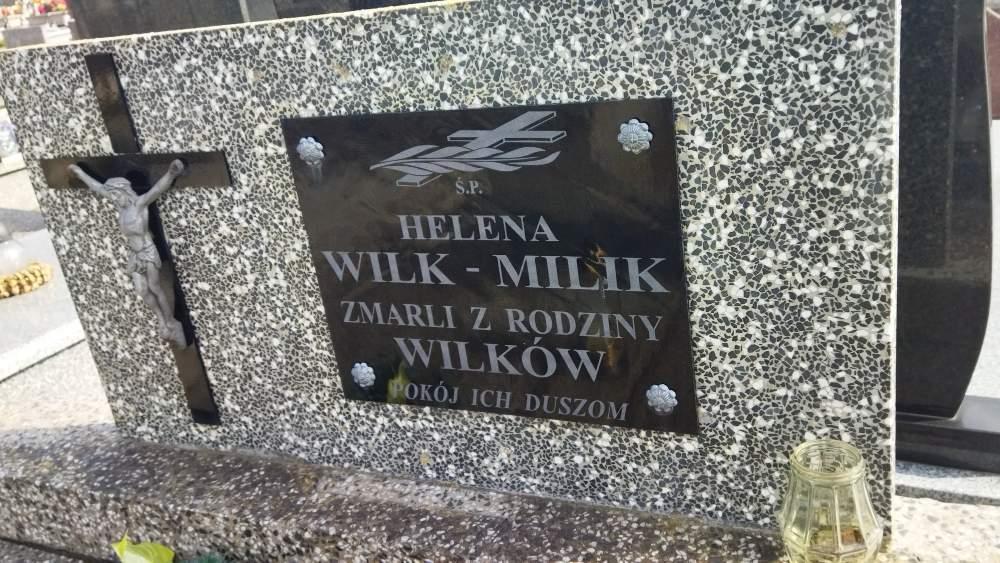 Ś.P.
HELENA
WILK - MILIK
ZMARLI Z RODZINY
WILKÓW
POKÓJ ICH DUSZOM